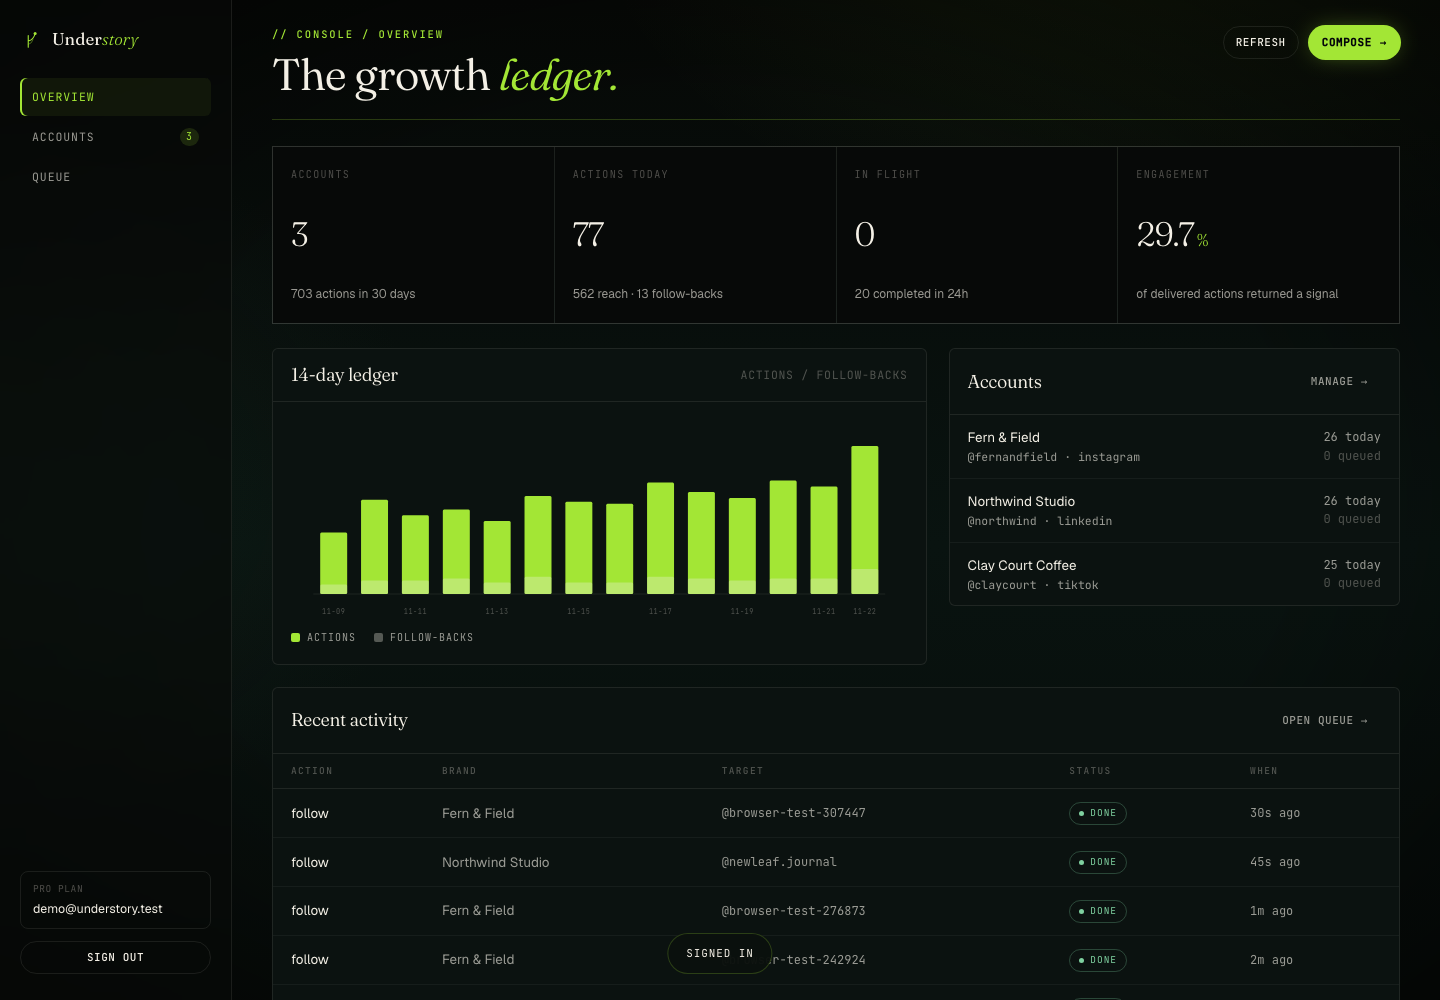 Understory
OVERVIEW
ACCOUNTS 3
QUEUE
PRO PLAN
demo@understory.test
SIGN OUT
// CONSOLE / OVERVIEW
The growth ledger.
REFRESH
COMPOSE →
ACCOUNTS
3
703 actions in 30 days
ACTIONS TODAY
77
562 reach · 13 follow-backs
IN FLIGHT
0
20 completed in 24h
ENGAGEMENT
29.7%
of delivered actions returned a signal
14-day ledger
ACTIONS / FOLLOW-BACKS
11-09 11-11 11-13 11-15 11-17 11-19 11-21 11-22
ACTIONS FOLLOW-BACKS
Accounts
MANAGE →
Fern & Field
@fernandfield · instagram
26 today
0 queued
Northwind Studio
@northwind · linkedin
26 today
0 queued
Clay Court Coffee
@claycourt · tiktok
25 today
0 queued
Recent activity
OPEN QUEUE →
ACTION BRAND TARGET STATUS WHEN
follow Fern & Field @browser-test-307447 DONE 30s ago
follow Northwind Studio @newleaf.journal DONE 45s ago
follow Fern & Field @browser-test-276873 DONE 1m ago
follow Fern & Field r-test-242924 DONE 2m ago
SIGNED IN